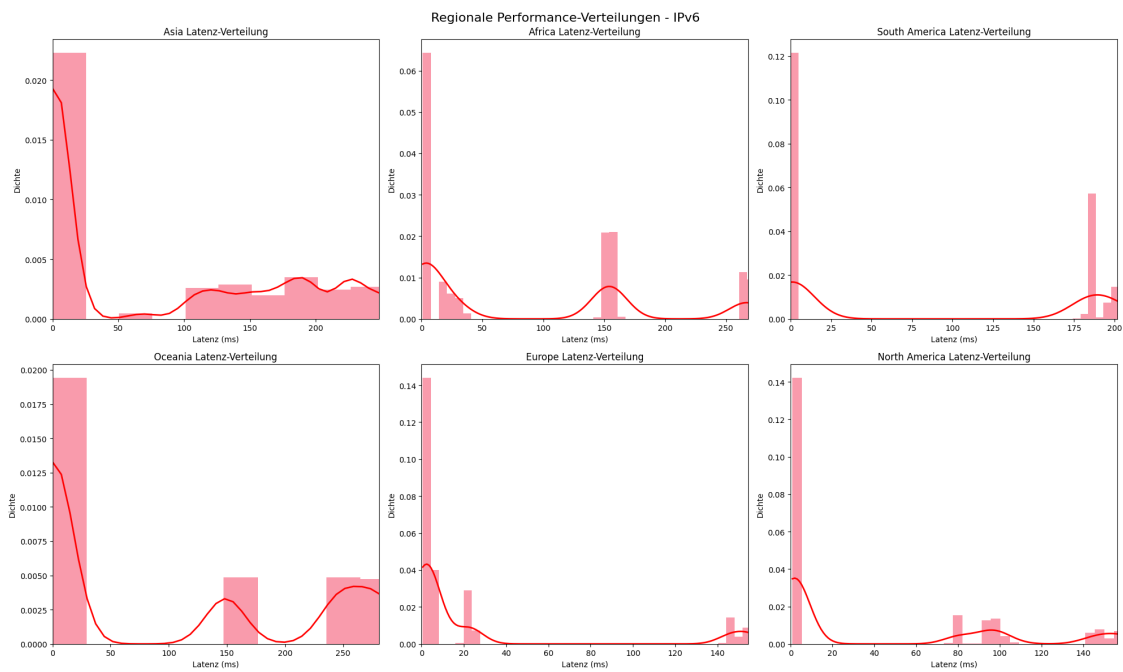 Regionale Performance-Verteilungen - IPv6
Asia Latenz-Verteilung
Dichte
0.020
0.015
0.010
0.005
0.000
0 50 100 150 200
Latenz (ms)
Africa Latenz-Verteilung
Dichte
0.06
0.05
0.04
0.03
0.02
0.01
0.00
0 50 100 150 200 250
Latenz (ms)
South America Latenz-Verteilung
Dichte
0.12
0.10
0.08
0.06
0.04
0.02
0.00
0 25 50 75 100 125 150 175 200
Latenz (ms)
Oceania Latenz-Verteilung
Dichte
0.0200
0.0175
0.0150
0.0125
0.0100
0.0075
0.0050
0.0025
0.0000
0 50 100 150 200 250
Latenz (ms)
Europe Latenz-Verteilung
Dichte
0.14
0.12
0.10
0.08
0.06
0.04
0.02
0.00
0 20 40 60 80 100 120 140
Latenz (ms)
North America Latenz-Verteilung
Dichte
0.14
0.12
0.10
0.08
0.06
0.04
0.02
0.00
0 20 40 60 80 100 120 140
Latenz (ms)